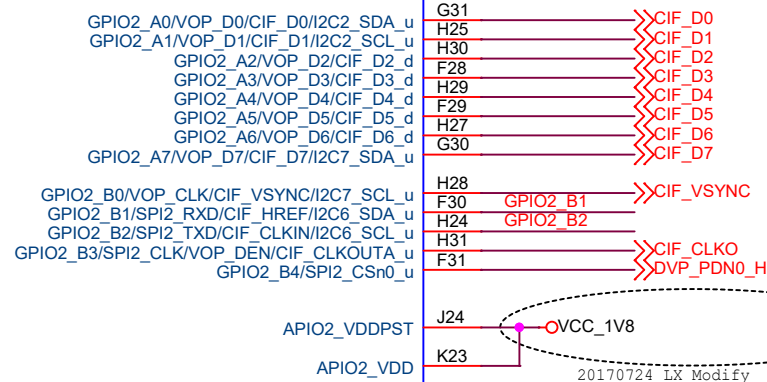 GPIO2_A0/VOP_D0/CIF_D0/I2C2_SDA_u G31 CIF_D0
GPIO2_A1/VOP_D1/CIF_D1/I2C2_SCL_u H25 CIF_D1
GPIO2_A2/VOP_D2/CIF_D2_d H30 CIF_D2
GPIO2_A3/VOP_D3/CIF_D3_d F28 CIF_D3
GPIO2_A4/VOP_D4/CIF_D4_d H29 CIF_D4
GPIO2_A5/VOP_D5/CIF_D5_d F29 CIF_D5
GPIO2_A6/VOP_D6/CIF_D6_d H27 CIF_D6
GPIO2_A7/VOP_D7/CIF_D7/I2C7_SDA_u G30 CIF_D7
GPIO2_B0/VOP_CLK/CIF_VSYNC/I2C7_SCL_u H28 CIF_VSYNC
GPIO2_B1/SPI2_RXD/CIF_HREF/I2C6_SDA_u F30 GPIO2_B1
GPIO2_B2/SPI2_TXD/CIF_CLKIN/I2C6_SCL_u H24 GPIO2_B2
GPIO2_B3/SPI2_CLK/VOP_DEN/CIF_CLKOUTA_u H31 CIF_CLKO
GPIO2_B4/SPI2_CSn0_u F31 DVP_PDN0_H
APIO2_VDDPST J24 VCC_1V8
APIO2_VDD K23
20170724 LX Modify